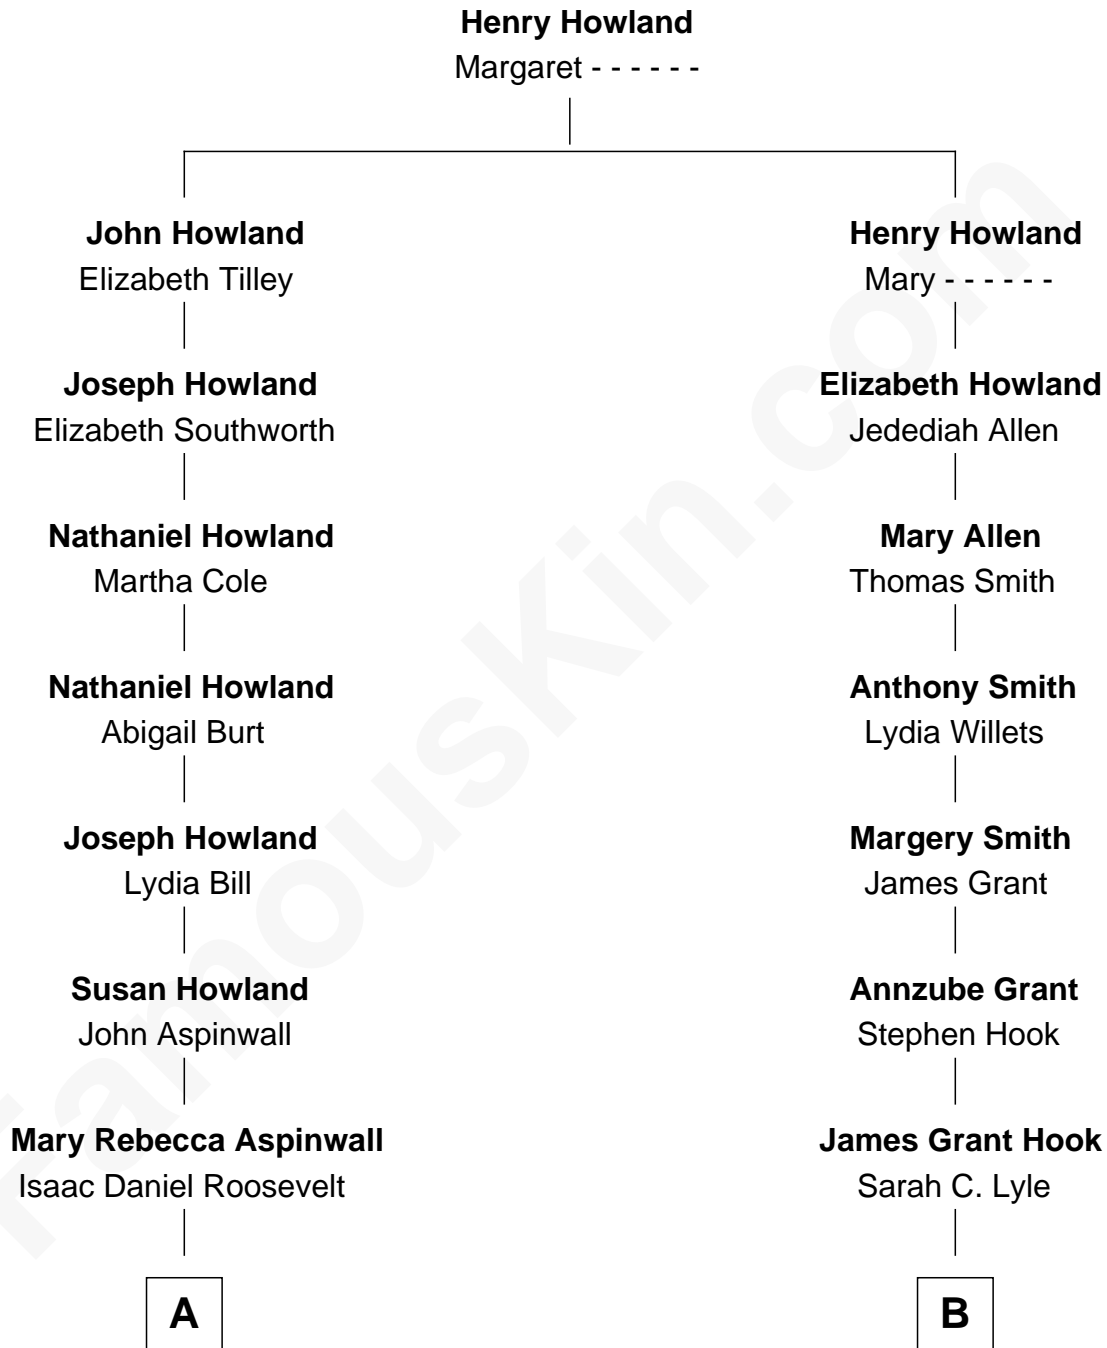 Henry Howland
Margaret - - - - - -
John Howland
Elizabeth Tilley
Joseph Howland
Elizabeth Southworth
Nathaniel Howland
Martha Cole
Nathaniel Howland
Abigail Burt
Joseph Howland
Lydia Bill
Susan Howland
John Aspinwall
Mary Rebecca Aspinwall
Isaac Daniel Roosevelt
A
Henry Howland
Mary - - - - - -
Elizabeth Howland
Jedediah Allen
Mary Allen
Thomas Smith
Anthony Smith
Lydia Willets
Margery Smith
James Grant
Annzube Grant
Stephen Hook
James Grant Hook
Sarah C. Lyle
B
FamousKin.com